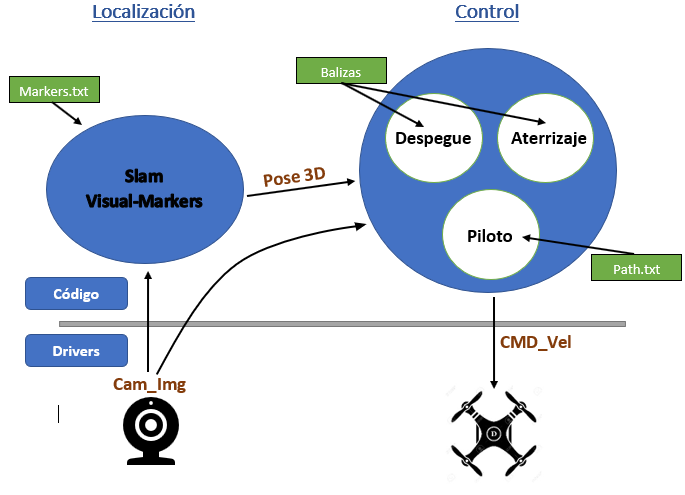 Localización
Control
Markers.txt
Balizas
Despegue
Aterrizaje
Slam
Visual-Markers
Pose 3D
Piloto
Path.txt
Código
Drivers
CMD_Vel
Cam_Img
D